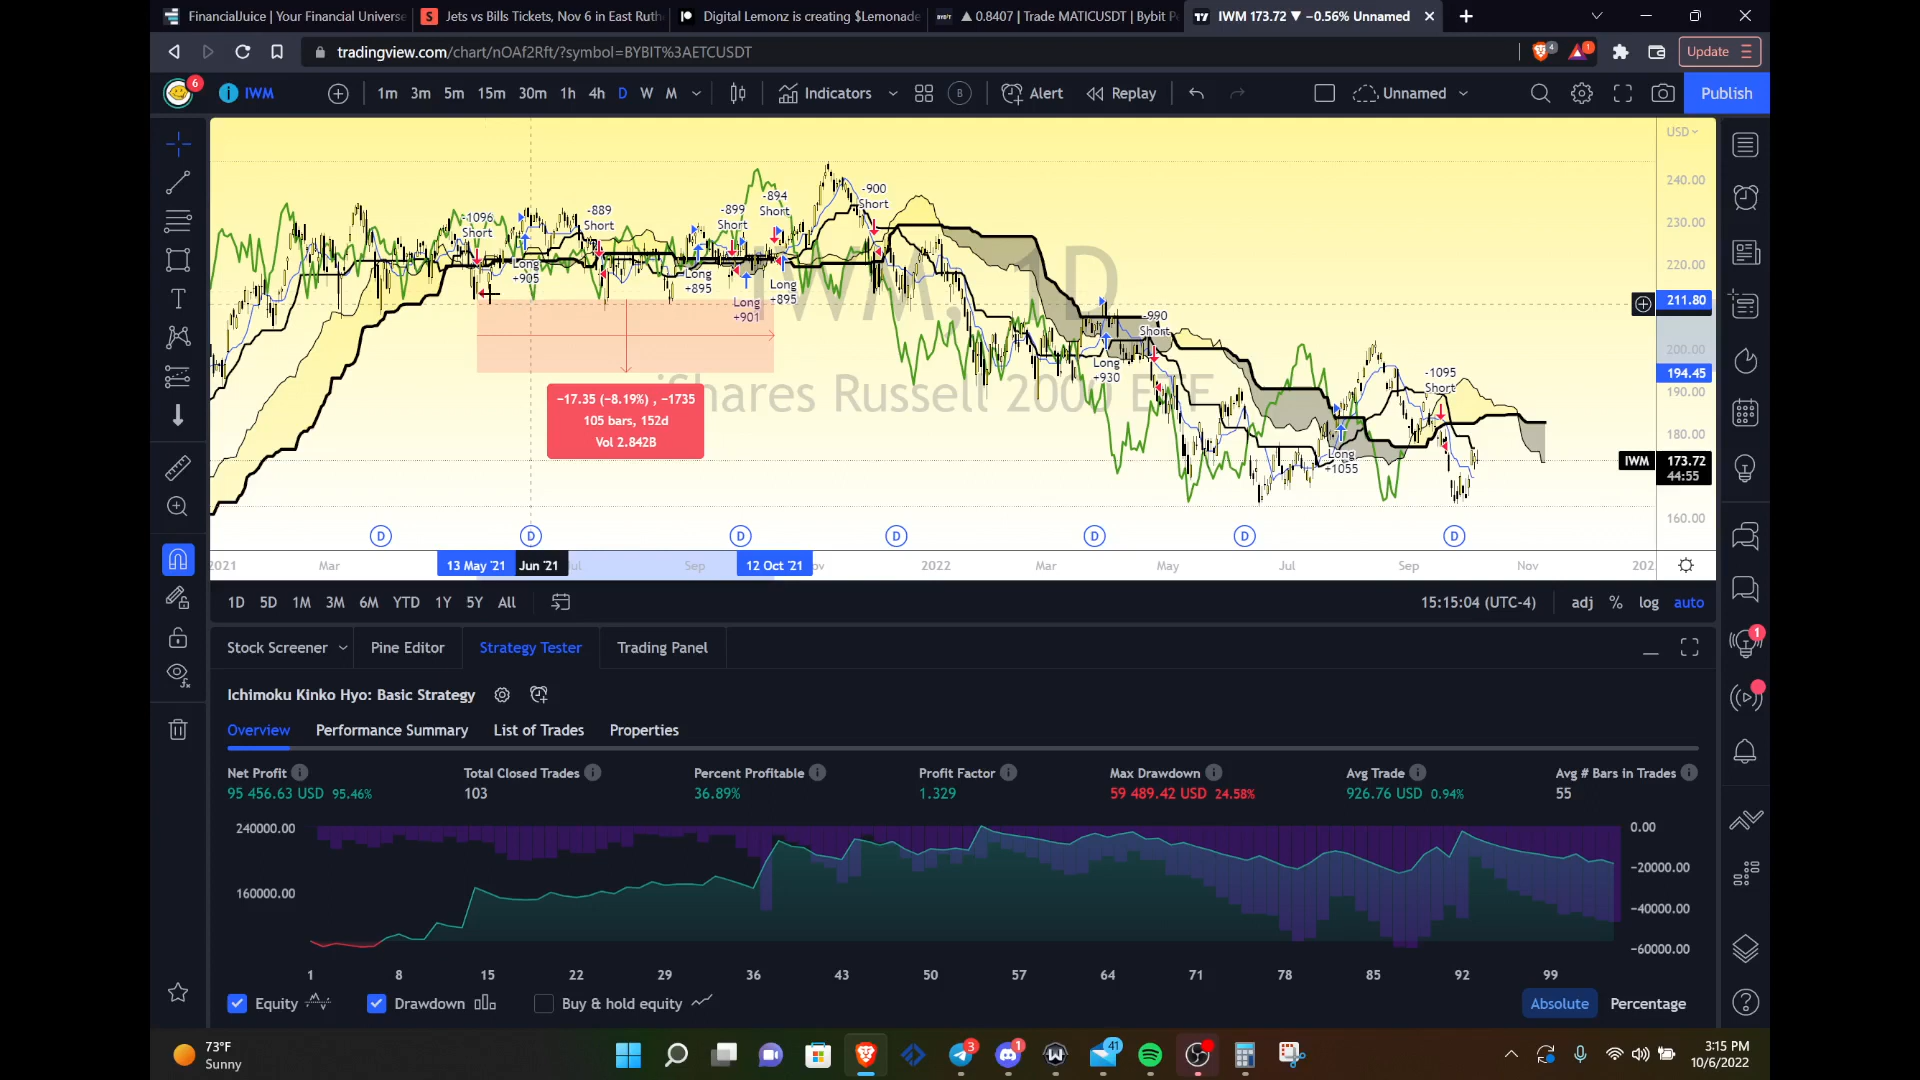 FinancialJuice | Your Financial Universe
Jets vs Bills Tickets, Nov 6 in East Ruthe
Digital Lemonz is creating $Lemonade
▲ 0.8407 | Trade MATICUSDT | Bybit P
IWM 173.72 ▼ −0.56% Unnamed
tradingview.com/chart/nOAf2Rft/?symbol=BYBIT%3AETCUSDT
4
1
Update
6
IWM
1m 3m 5m 15m 30m 1h 4h D W M
Indicators
B
Alert
Replay
Unnamed
Publish
USD
IWM, 1D
iShares Russell 2000 ETF
240.00
230.00
220.00
211.80
200.00
194.45
190.00
180.00
IWM 173.72
44:55
160.00
-1096
Short
Long
+905
-889
Short
Long
+895
-899
Short
Long
+901
-894
Short
Long
+895
-900
Short
Long
+930
-990
Short
Long
+1055
-1095
Short
−17.35 (−8.19%) , −1735
105 bars, 152d
Vol 2.842B
D D D D D D D
2021 Mar 13 May '21 Jun '21 Jul Sep 12 Oct '21 ov 2022 Mar May Jul Sep Nov 202
1D 5D 1M 3M 6M YTD 1Y 5Y All
15:15:04 (UTC-4)
adj % log auto
Stock Screener
Pine Editor
Strategy Tester
Trading Panel
1
Ichimoku Kinko Hyo: Basic Strategy
Overview Performance Summary List of Trades Properties
Net Profit
95 456.63 USD 95.46%
Total Closed Trades
103
Percent Profitable
36.89%
Profit Factor
1.329
Max Drawdown
59 489.42 USD 24.58%
Avg Trade
926.76 USD 0.94%
Avg # Bars in Trades
55
240000.00
160000.00
0.00
−20000.00
−40000.00
−60000.00
1 8 15 22 29 36 43 50 57 64 71 78 85 92 99
Equity
Drawdown
Buy & hold equity
Absolute
Percentage
73°F
Sunny
3
1
41
3:15 PM
10/6/2022